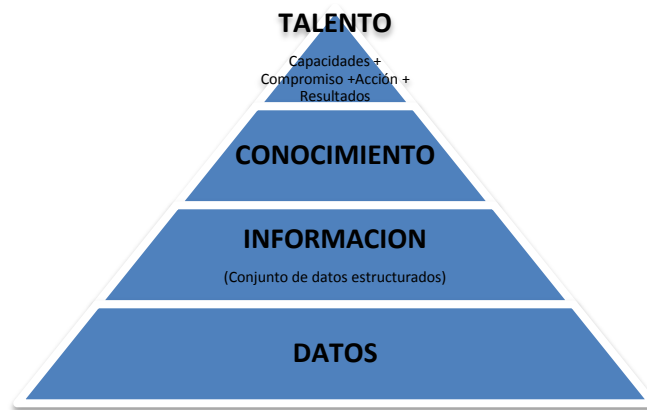 TALENTO
Capacidades +
Compromiso +Acción +
Resultados
CONOCIMIENTO
INFORMACION
(Conjunto de datos estructurados)
DATOS